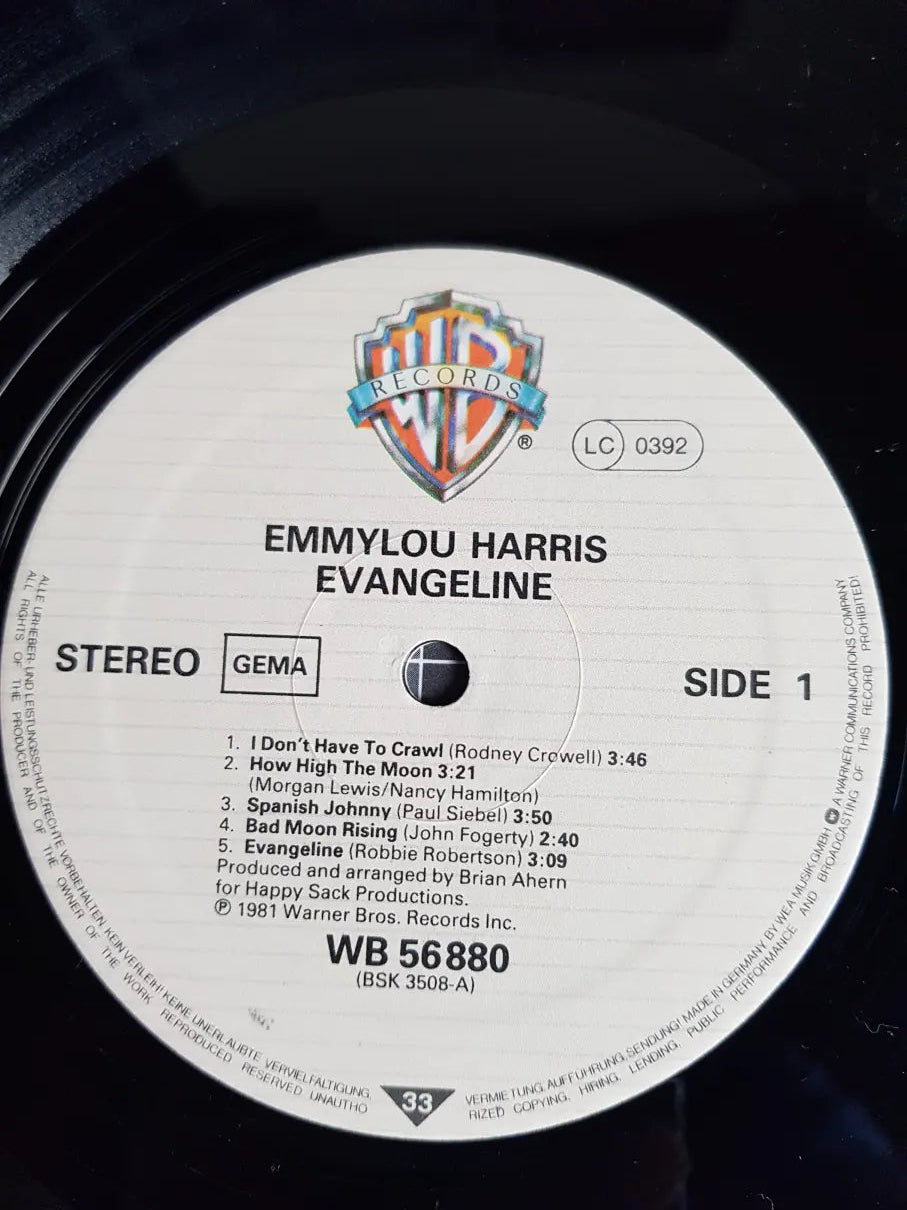 WB
RECORDS
®
LC 0392
EMMYLOU HARRIS
EVANGELINE
STEREO GEMA
SIDE 1
1. I Don't Have To Crawl (Rodney Crowell) 3:46
2. How High The Moon 3:21
(Morgan Lewis/Nancy Hamilton)
3. Spanish Johnny (Paul Siebel) 3:50
4. Bad Moon Rising (John Fogerty) 2:40
5. Evangeline (Robbie Robertson) 3:09
Produced and arranged by Brian Ahern
for Happy Sack Productions.
℗ 1981 Warner Bros. Records Inc.
WB 56 880
(BSK 3508-A)
33
ALLE URHEBER- UND LEISTUNGSSCHUTZRECHTE VORBEHALTEN. KEIN VERLEIH! KEINE UNERLAUBTE VERVIELFÄLTIGUNG,
VERMIETUNG, AUFFÜHRUNG, SENDUNG! MADE IN GERMANY BY WEA MUSIK GMBH A WARNER COMMUNICATIONS COMPANY
ALL RIGHTS OF THE PRODUCER AND OF THE OWNER OF THE WORK REPRODUCED RESERVED UNAUTHO
RIZED COPYING, HIRING, LENDING, PUBLIC PERFORMANCE AND BROADCASTING OF THIS RECORD PROHIBITED!